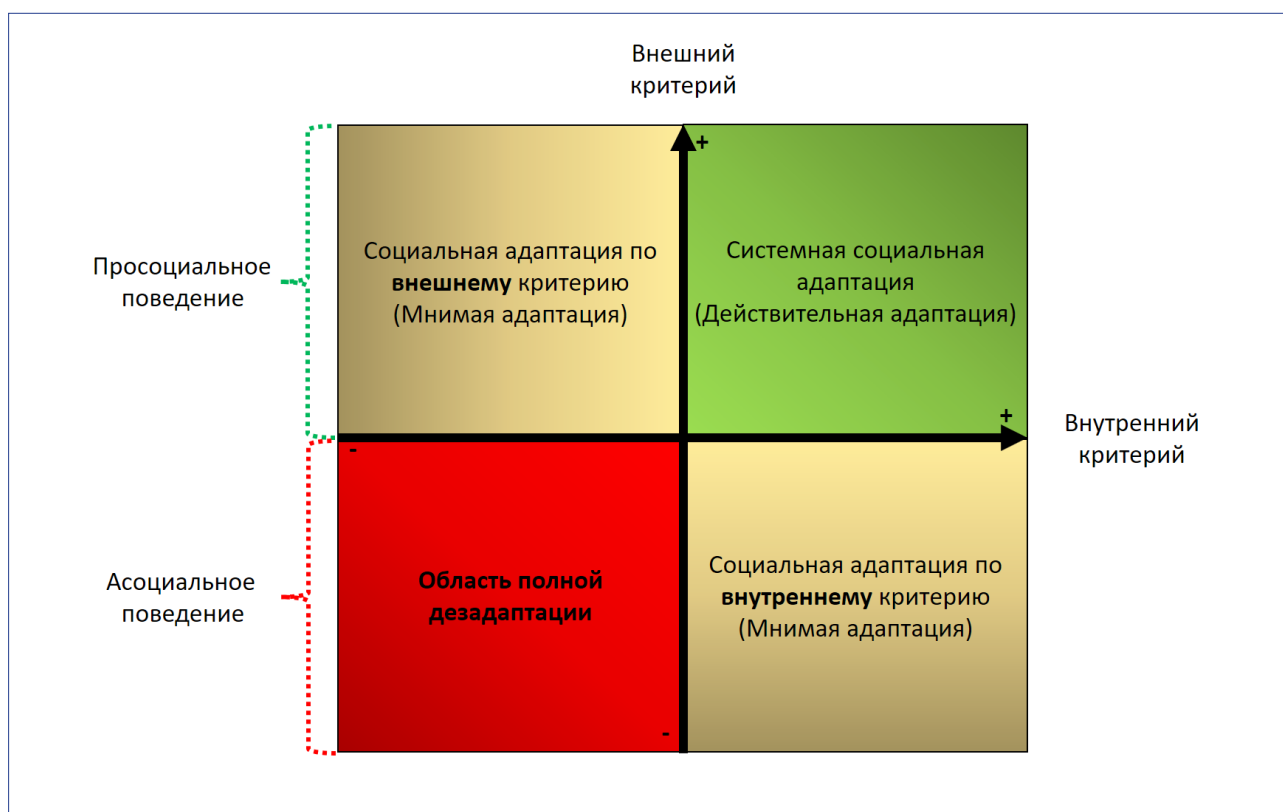 Внешний
критерий
+
Просоциальное
поведение
Социальная адаптация по
внешнему критерию
(Мнимая адаптация)
Системная социальная
адаптация
(Действительная адаптация)
+
Внутренний
критерий
-
Асоциальное
поведение
Область полной
дезадаптации
Социальная адаптация по
внутреннему критерию
(Мнимая адаптация)
-